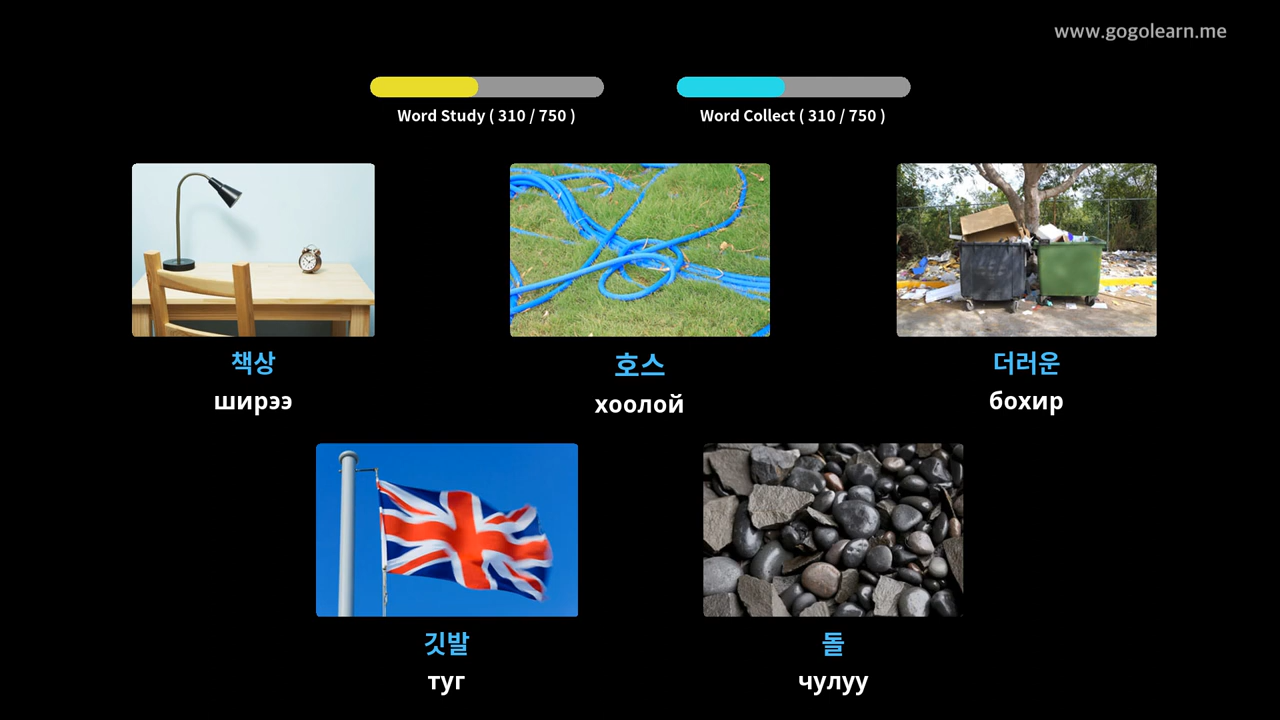 www.gogolearn.me
Word Study ( 310 / 750 )
Word Collect ( 310 / 750 )
책상
ширээ
호스
хоолой
더러운
бохир
깃발
туг
돌
чулуу